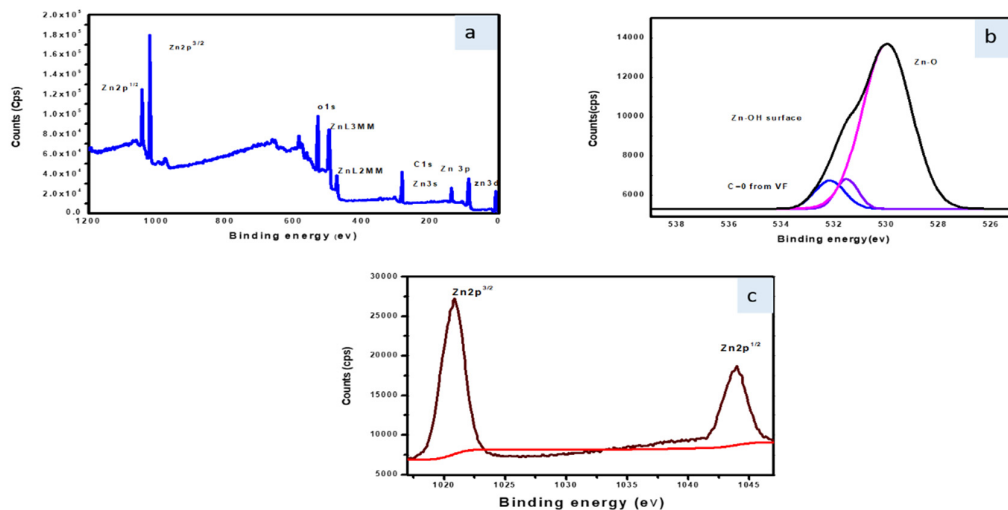 a
2.0x10⁵
1.8x10⁵
1.6x10⁵
1.4x10⁵
1.2x10⁵
1.0x10⁵
8.0x10⁴
6.0x10⁴
4.0x10⁴
2.0x10⁴
0.0
Counts (Cps)
Zn2p³/²
Zn2p¹/²
o1s
ZnL3MM
ZnL2MM
C1s
Zn3s
Zn 3p
zn3d
1200 1000 800 600 400 200 0
Binding energy (ev)
b
14000
12000
10000
8000
6000
Counts(cps)
Zn-O
Zn-OH surface
C=0 from VF
538 536 534 532 530 528 526
Binding energy(ev)
c
30000
25000
20000
15000
10000
5000
Counts (cps)
Zn2p³/²
Zn2p¹/²
1020 1025 1030 1035 1040 1045
Binding energy (ev)